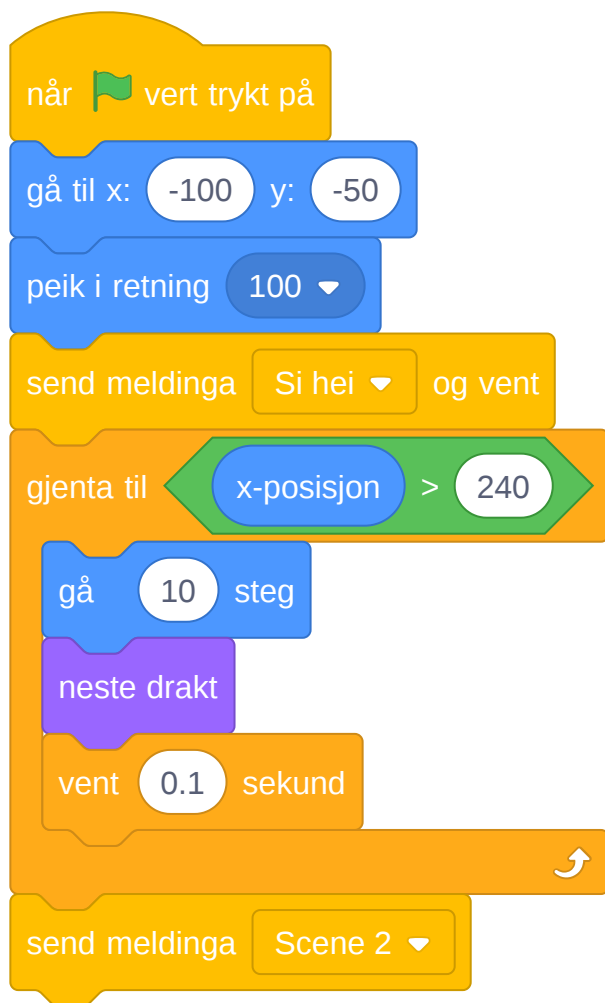 når vert trykt på
gå til x: -100 y: -50
peik i retning 100
send meldinga Si hei og vent
gjenta til x-posisjon > 240
gå 10 steg
neste drakt
vent 0.1 sekund
send meldinga Scene 2